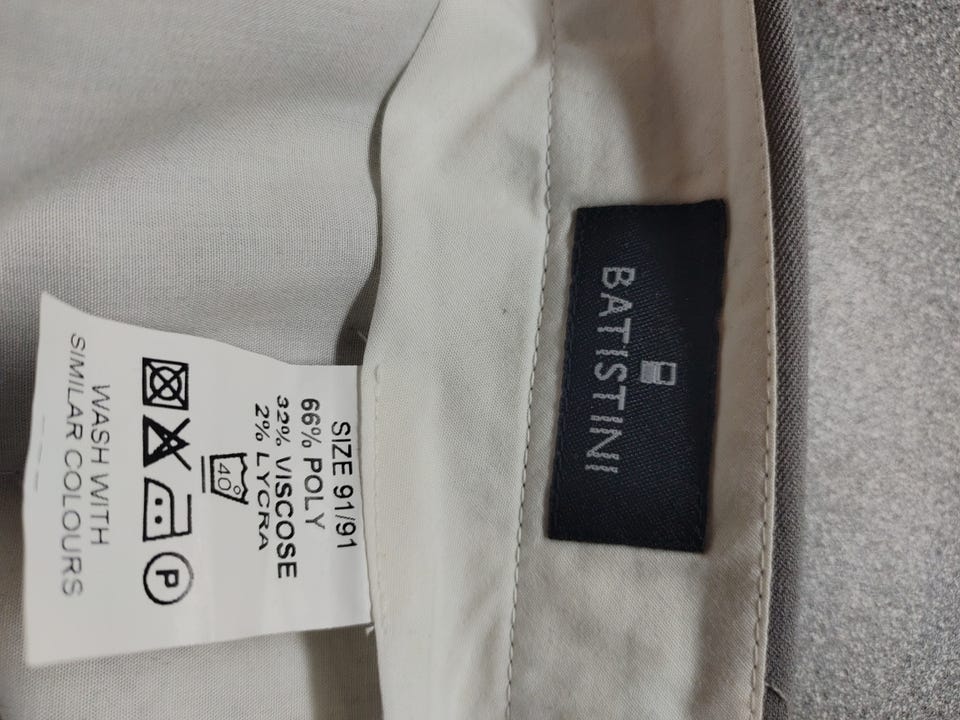 BATISTINI
SIZE 91/91
66% POLY
32% VISCOSE
2% LYCRA
40°
P
WASH WITH
SIMILAR COLOURS